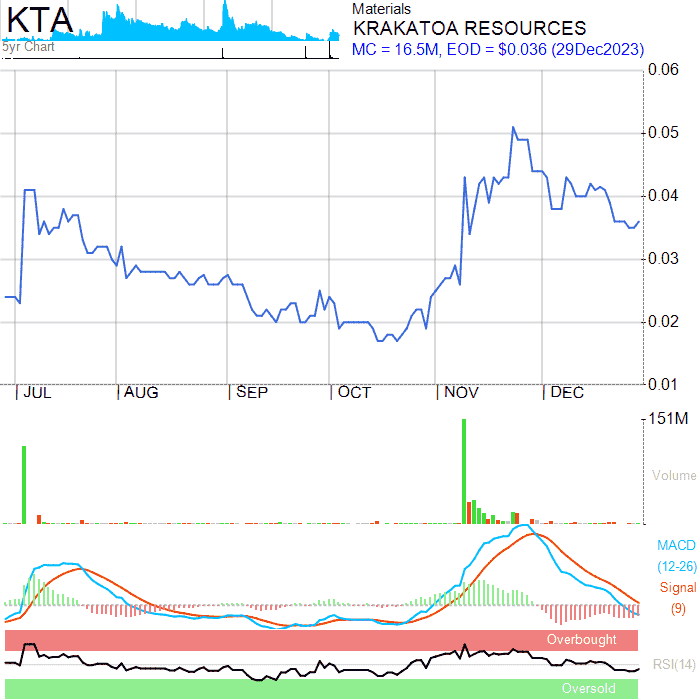 KTA
5yr Chart
Materials
KRAKATOA RESOURCES
MC = 16.5M, EOD = $0.036 (29Dec2023)
0.06
0.05
0.04
0.03
0.02
0.01
JUL AUG SEP OCT NOV DEC
151M
Volume
MACD
(12-26)
Signal
(9)
Overbought
RSI(14)
Oversold